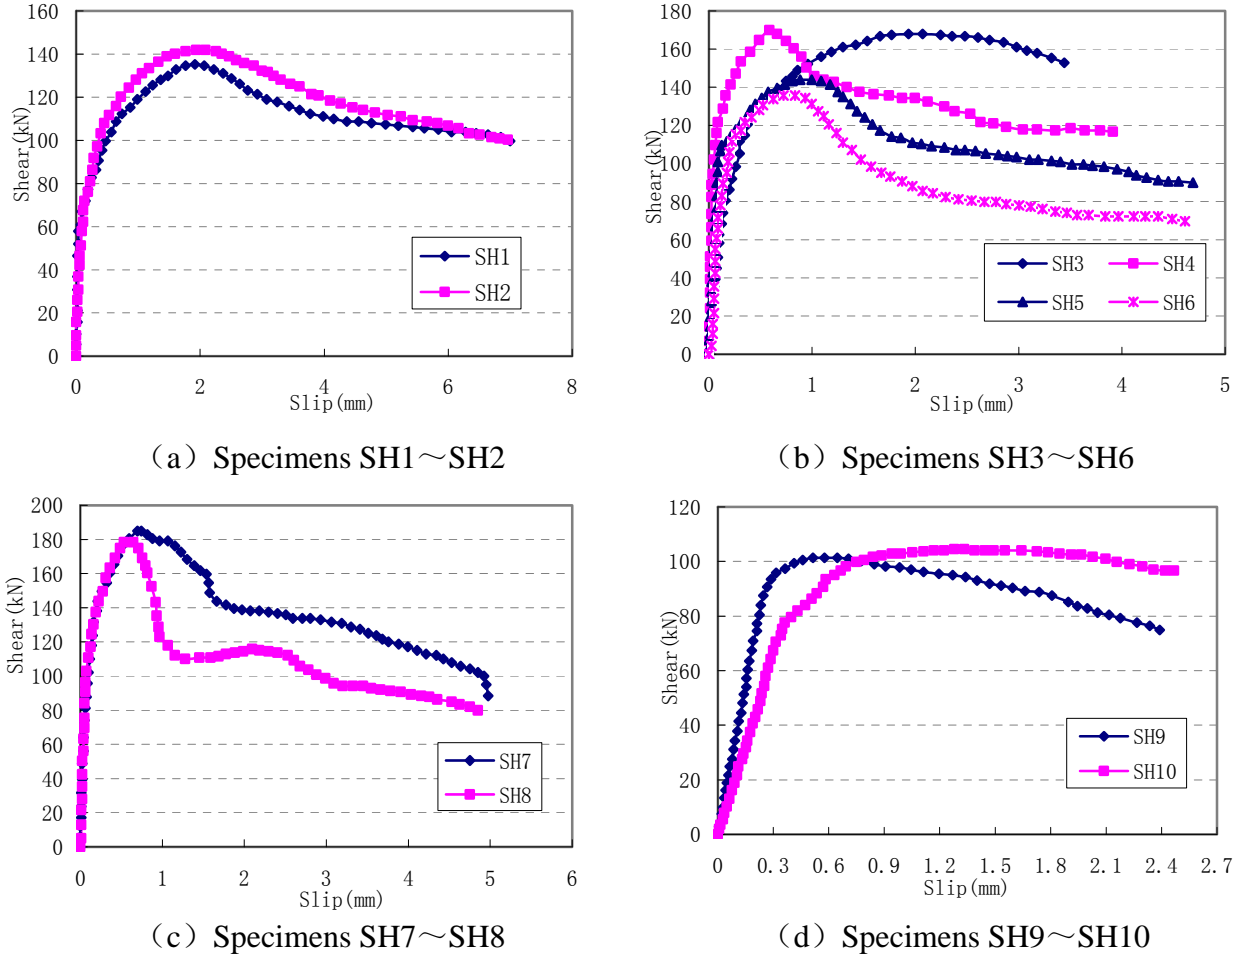 160
140
120
100
80
60
40
20
0
Shear(kN)
0 2 4 6 8
Slip(mm)
SH1
SH2
（a）Specimens SH1～SH2
180
160
140
120
100
80
60
40
20
0
Shear(kN)
0 1 2 3 4 5
Slip(mm)
SH3 SH4
SH5 SH6
（b）Specimens SH3～SH6
200
180
160
140
120
100
80
60
40
20
0
Shear(kN)
0 1 2 3 4 5 6
Slip(mm)
SH7
SH8
（c）Specimens SH7～SH8
120
100
80
60
40
20
0
Shear(kN)
0 0.3 0.6 0.9 1.2 1.5 1.8 2.1 2.4 2.7
Slip(mm)
SH9
SH10
（d）Specimens SH9～SH10